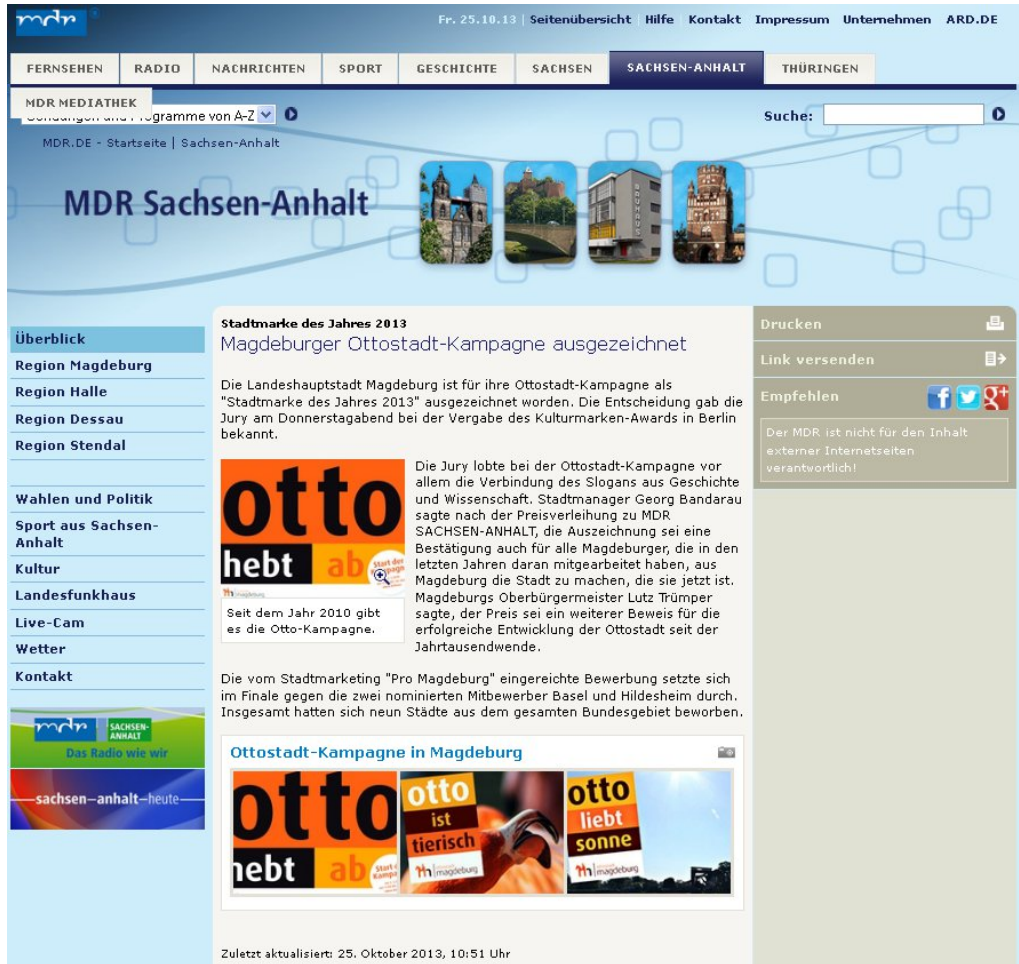 mdr
Fr. 25.10.13 | Seitenübersicht Hilfe Kontakt Impressum Unternehmen ARD.DE
FERNSEHEN RADIO NACHRICHTEN SPORT GESCHICHTE SACHSEN SACHSEN-ANHALT THÜRINGEN
MDR MEDIATHEK
von A-Z
Suche:
MDR.DE - Startseite | Sachsen-Anhalt
MDR Sachsen-Anhalt
BAUHAUS
Überblick
Region Magdeburg
Region Halle
Region Dessau
Region Stendal
Wahlen und Politik
Sport aus Sachsen-
Anhalt
Kultur
Landesfunkhaus
Live-Cam
Wetter
Kontakt
mdr SACHSEN-
ANHALT
Das Radio wie wir
sachsen-anhalt-heute
Stadtmarke des Jahres 2013
Magdeburger Ottostadt-Kampagne ausgezeichnet
Die Landeshauptstadt Magdeburg ist für ihre Ottostadt-Kampagne als
"Stadtmarke des Jahres 2013" ausgezeichnet worden. Die Entscheidung gab die
Jury am Donnerstagabend bei der Vergabe des Kulturmarken-Awards in Berlin
bekannt.
otto
hebt ab
Start der
Kampagne
magdeburg
Seit dem Jahr 2010 gibt
es die Otto-Kampagne.
Die Jury lobte bei der Ottostadt-Kampagne vor
allem die Verbindung des Slogans aus Geschichte
und Wissenschaft. Stadtmanager Georg Bandarau
sagte nach der Preisverleihung zu MDR
SACHSEN-ANHALT, die Auszeichnung sei eine
Bestätigung auch für alle Magdeburger, die in den
letzten Jahren daran mitgearbeitet haben, aus
Magdeburg die Stadt zu machen, die sie jetzt ist.
Magdeburgs Oberbürgermeister Lutz Trümper
sagte, der Preis sei ein weiterer Beweis für die
erfolgreiche Entwicklung der Ottostadt seit der
Jahrtausendwende.
Die vom Stadtmarketing "Pro Magdeburg" eingereichte Bewerbung setzte sich
im Finale gegen die zwei nominierten Mitbewerber Basel und Hildesheim durch.
Insgesamt hatten sich neun Städte aus dem gesamten Bundesgebiet beworben.
Ottostadt-Kampagne in Magdeburg
otto
hebt ab
otto
ist
tierisch
magdeburg
otto
liebt
sonne
magdeburg
Zuletzt aktualisiert: 25. Oktober 2013, 10:51 Uhr
Drucken
Link versenden
Empfehlen
Der MDR ist nicht für den Inhalt
externer Internetseiten
verantwortlich!